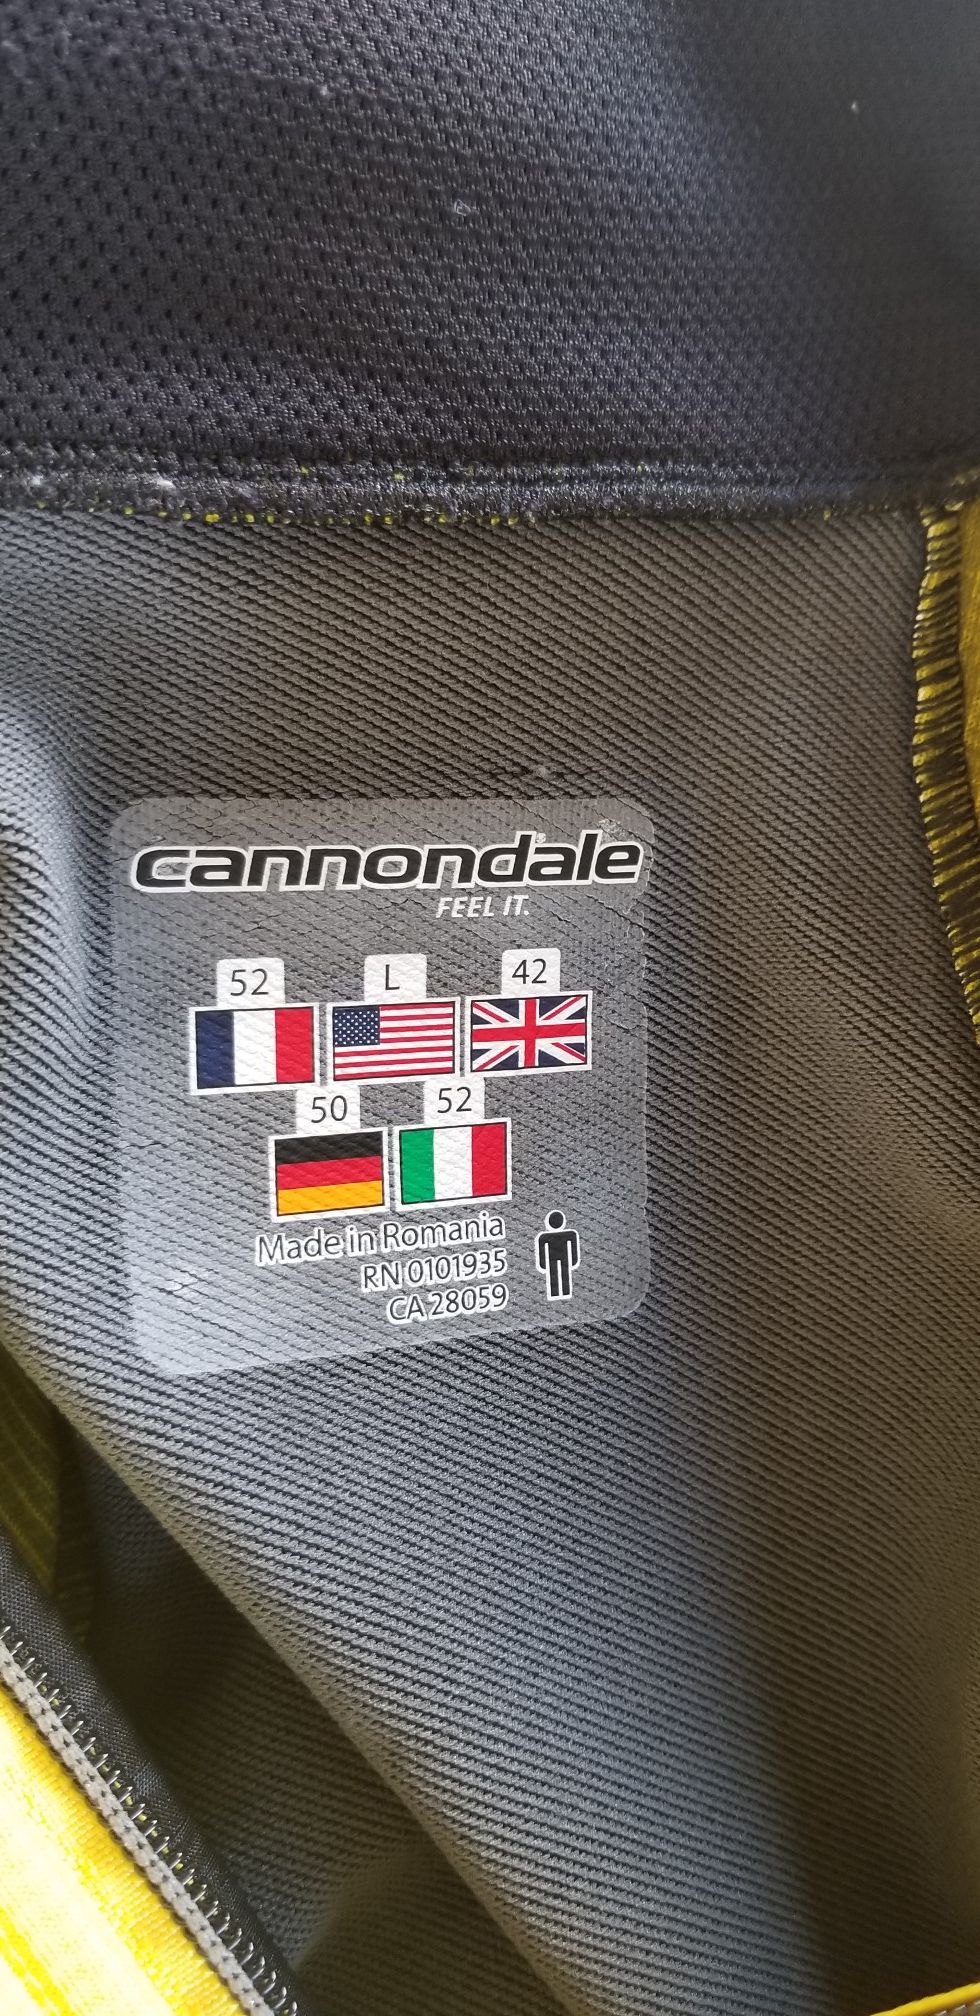 cannondale
FEEL IT.
52 L 42
50 52
Made in Romania
RN 0101935
CA 28059